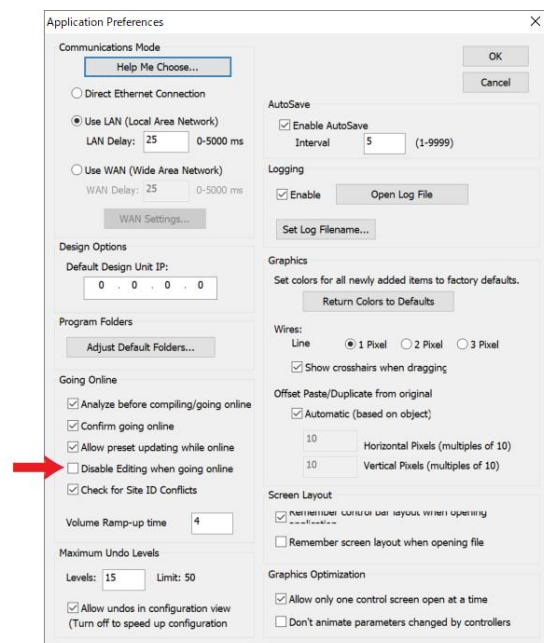 Application Preferences
Communications Mode
Help Me Choose...
Direct Ethernet Connection
Use LAN (Local Area Network)
LAN Delay: 25 0-5000 ms
Use WAN (Wide Area Network)
WAN Delay: 25 0-5000 ms
WAN Settings...
Design Options
Default Design Unit IP:
0 . 0 . 0 . 0
Program Folders
Adjust Default Folders...
Going Online
Analyze before compiling/going online
Confirm going online
Allow preset updating while online
Disable Editing when going online
Check for Site ID Conflicts
Volume Ramp-up time 4
Maximum Undo Levels
Levels: 15 Limit: 50
Allow undos in configuration view
(Turn off to speed up configuration
OK
Cancel
AutoSave
Enable AutoSave
Interval 5 (1-9999)
Logging
Enable Open Log File
Set Log Filename...
Graphics
Set colors for all newly added items to factory defaults.
Return Colors to Defaults
Wires:
Line 1 Pixel 2 Pixel 3 Pixel
Show crosshairs when dragging
Offset Paste/Duplicate from original
Automatic (based on object)
10 Horizontal Pixels (multiples of 10)
10 Vertical Pixels (multiples of 10)
Screen Layout
Remember control bar layout when opening
application
Remember screen layout when opening file
Graphics Optimization
Allow only one control screen open at a time
Don't animate parameters changed by controllers